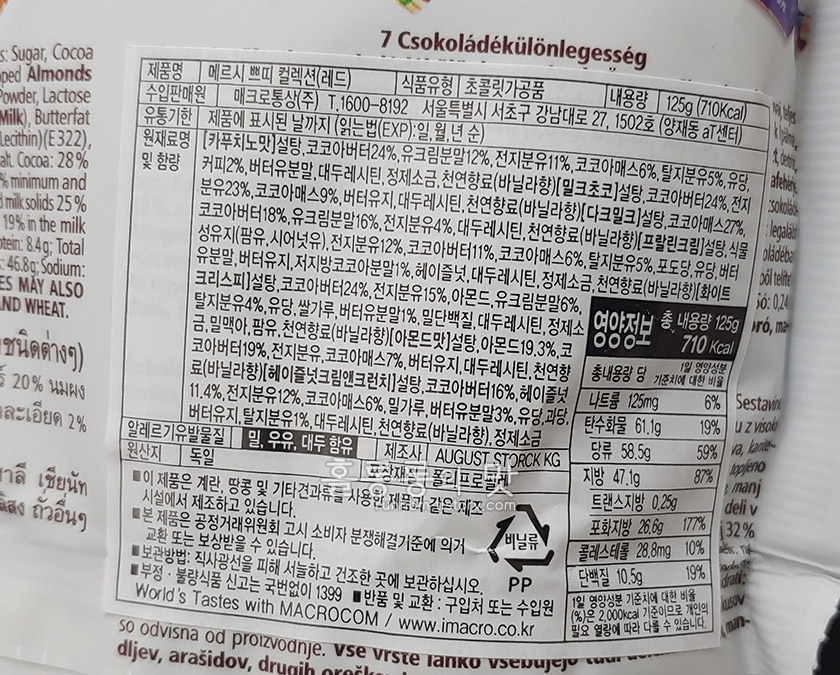 7 Csokoládékülönlegesség
s: Sugar, Cocoa
pped Almonds
Powder, Lactose
Milk), Butterfat
Lecithin)(E322),
alt. Cocoa: 28%
% minimum and
milk solids 25%
19% in the milk
otein: 8.4g; Total
: 46.8g; Sodium:
ES MAY ALSO
AND WHEAT.
20%
2%
제품명 메르시 쁘띠 컬렉션(레드) 식품유형 초콜릿가공품 내용량 125g (710Kcal)
수입판매원 매크로통상(주) T.1600-8192 서울특별시 서초구 강남대로 27, 1502호 (양재동 aT센터)
유통기한 제품에 표시된 날까지 (읽는법(EXP):일,월,년 순)
원재료명 및 함량
[카푸치노맛]설탕,코코아버터24%,유크림분말12%,전지분유11%,코코아매스6%,탈지분유5%,유당,
커피2%,버터유분말,대두레시틴,정제소금,천연향료(바닐라향)[밀크초코]설탕,코코아버터24%,전지
분유23%,코코아매스9%,버터유지,대두레시틴,천연향료(바닐라향)[다크밀크]설탕,코코아매스27%,
코코아버터18%,유크림분말16%,전지분유4%,대두레시틴,천연향료(바닐라향)[프랄린크림]설탕,식물
성유지(팜유,시어넛유),전지분유12%,코코아버터11%,코코아매스6%,탈지분유5%,포도당,유당,버터
유분말,버터유지,저지방코코아분말1%,헤이즐넛,대두레시틴,정제소금,천연향료(바닐라향)[화이트
크리스피]설탕,코코아버터24%,전지분유15%,아몬드,유크림분말6%,
탈지분유4%,유당,쌀가루,버터유분말1%,밀단백질,대두레시틴,정제소
금,밀맥아,팜유,천연향료(바닐라향)[아몬드맛]설탕,아몬드19.3%,코
코아버터19%,전지분유,코코아매스7%,버터유지,대두레시틴,천연향
료(바닐라향)[헤이즐넛크림앤크런치]설탕,코코아버터16%,헤이즐넛
11.4%,전지분유12%,코코아매스6%,밀가루,버터유분말3%,유당,과당,
버터유지,탈지분유1%,대두레시틴,천연향료(바닐라향),정제소금
알레르기유발물질 밀, 우유, 대두 함유 제조사 AUGUST STORCK KG
원산지 독일 포장재질 폴리프로필렌
■이 제품은 계란, 땅콩 및 기타견과류를 사용한 제품과 같은 제조
시설에서 제조하고 있습니다.
■본 제품은 공정거래위원회 고시 소비자 분쟁해결기준에 의거
교환 또는 보상받을 수 있습니다.
■보관방법: 직사광선을 피해 서늘하고 건조한 곳에 보관하십시오.
■부정·불량식품 신고는 국번없이 1399 ■반품 및 교환 : 구입처 또는 수입원
World's Tastes with MACROCOM / www.imacro.co.kr
비닐류
PP
영양정보 총 내용량 125g
710 Kcal
총내용량 당 1일 영양성분 기준치에 대한 비율
나트륨 125mg 6%
탄수화물 61.1g 19%
당류 58.5g 59%
지방 47.1g 87%
트랜스지방 0.25g
포화지방 26.6g 177%
콜레스테롤 28.8mg 10%
단백질 10.5g 19%
1일 영양성분 기준치에 대한 비율
(%)은 2,000kcal 기준이므로 개인의
필요 열량에 따라 다를 수 있습니다.
so odvisna od proizvodnje. Vse vrste lahko vsebujejo tudi
dljev, arašidov, drugih